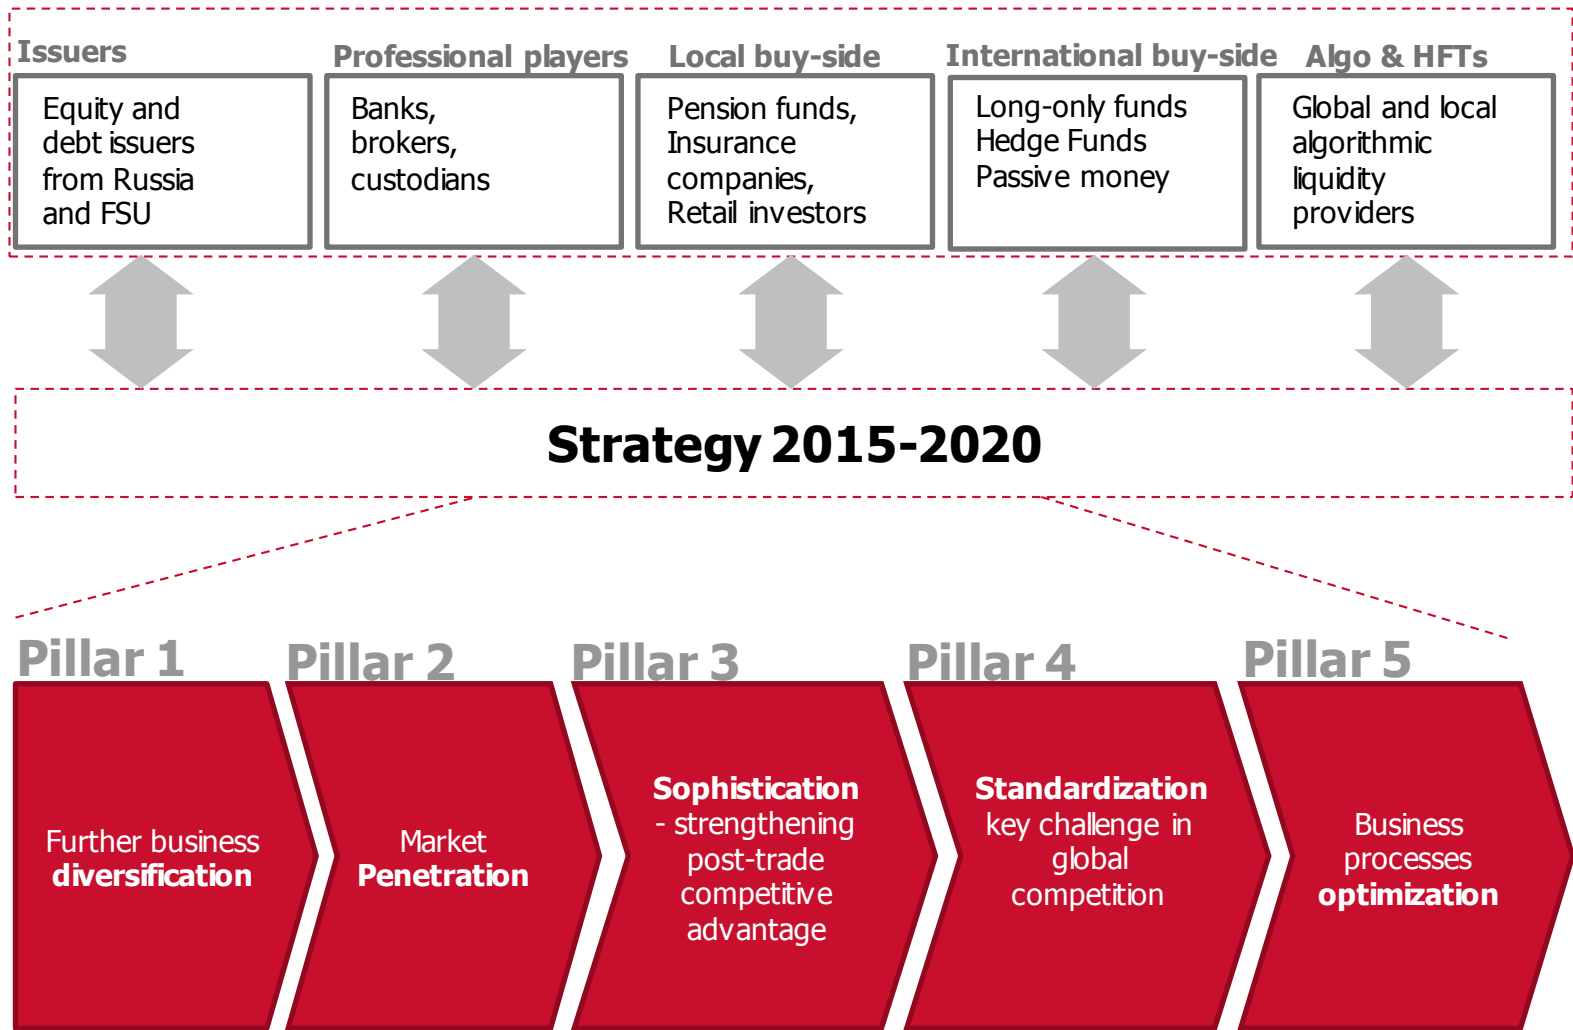 Issuers
Professional players
Local buy-side
International buy-side
Algo & HFTs
Equity and
debt issuers
from Russia
and FSU
Banks,
brokers,
custodians
Pension funds,
Insurance
companies,
Retail investors
Long-only funds
Hedge Funds
Passive money
Global and local
algorithmic
liquidity
providers
Strategy 2015-2020
Pillar 1
Pillar 2
Pillar 3
Pillar 4
Pillar 5
Further business
diversification
Market
Penetration
Sophistication
- strengthening
post-trade
competitive
advantage
Standardization
key challenge in
global
competition
Business
processes
optimization